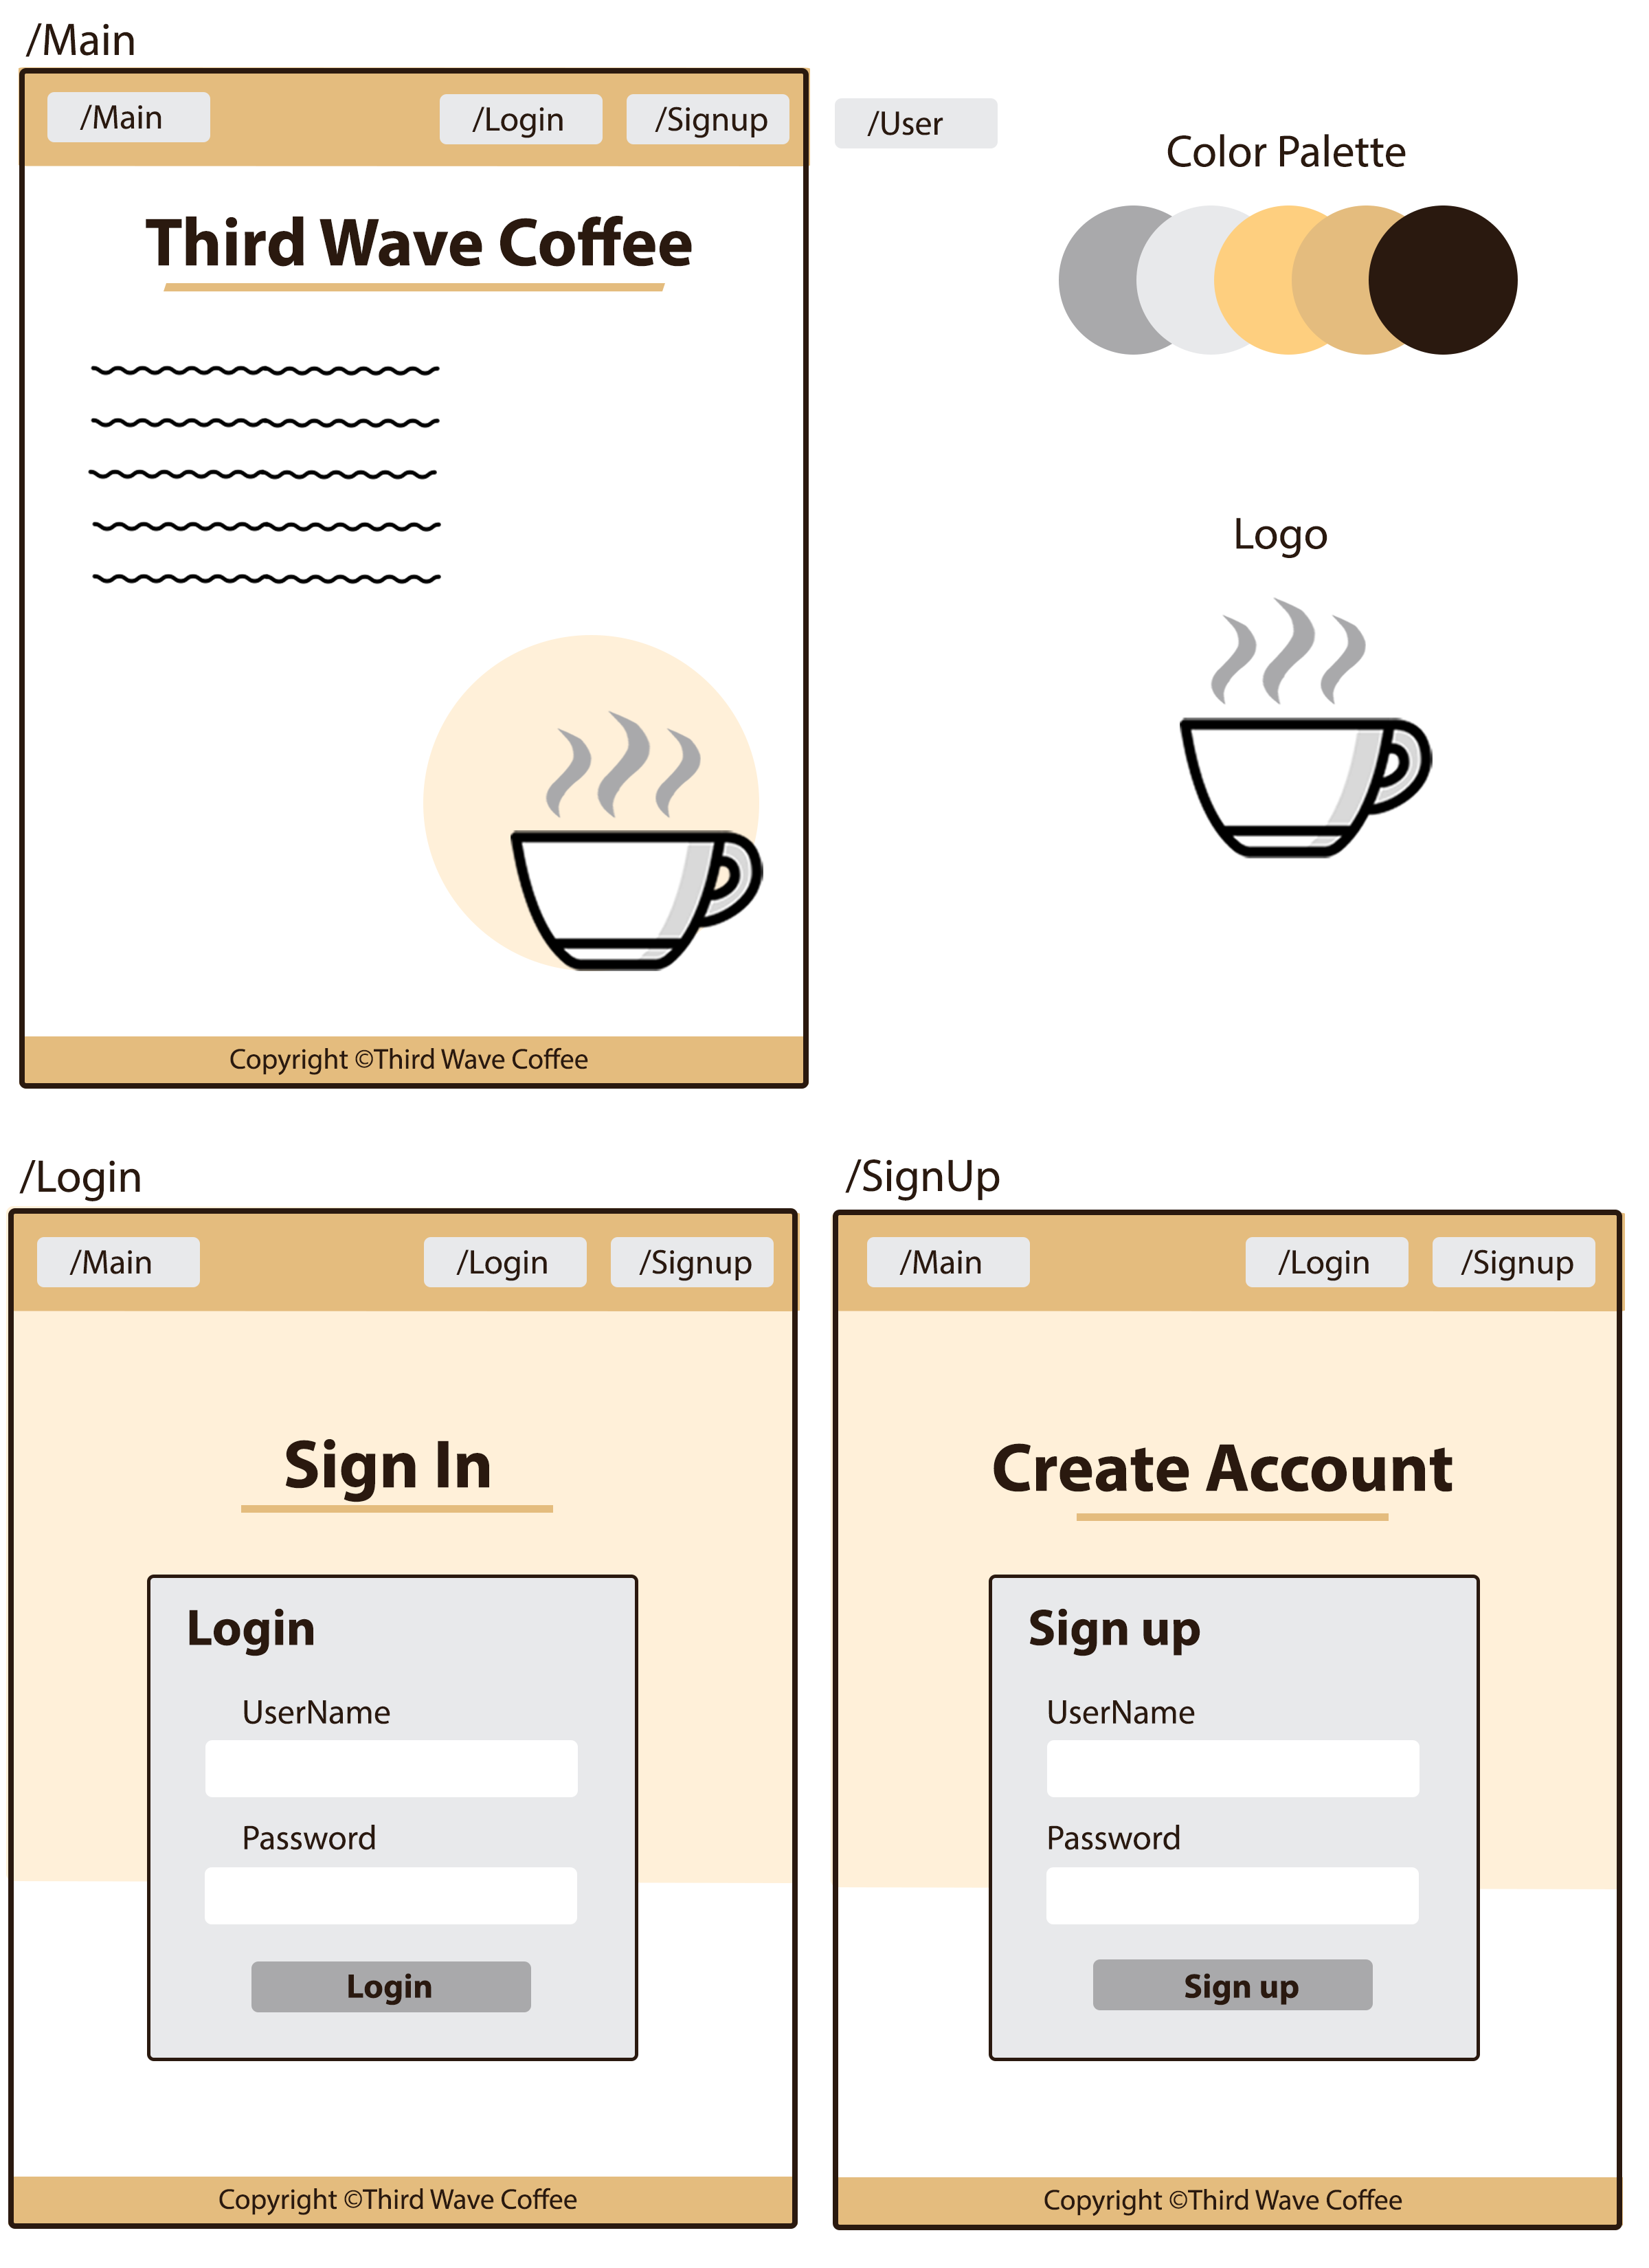 /Main
/Main
/Login
/Signup
/User
Color Palette
Third Wave Coffee
Logo
Copyright ©Third Wave Coffee
/Login
/Main
/Login
/Signup
Sign In
Login
UserName
Password
Login
Copyright ©Third Wave Coffee
/SignUp
/Main
/Login
/Signup
Create Account
Sign up
UserName
Password
Sign up
Copyright ©Third Wave Coffee